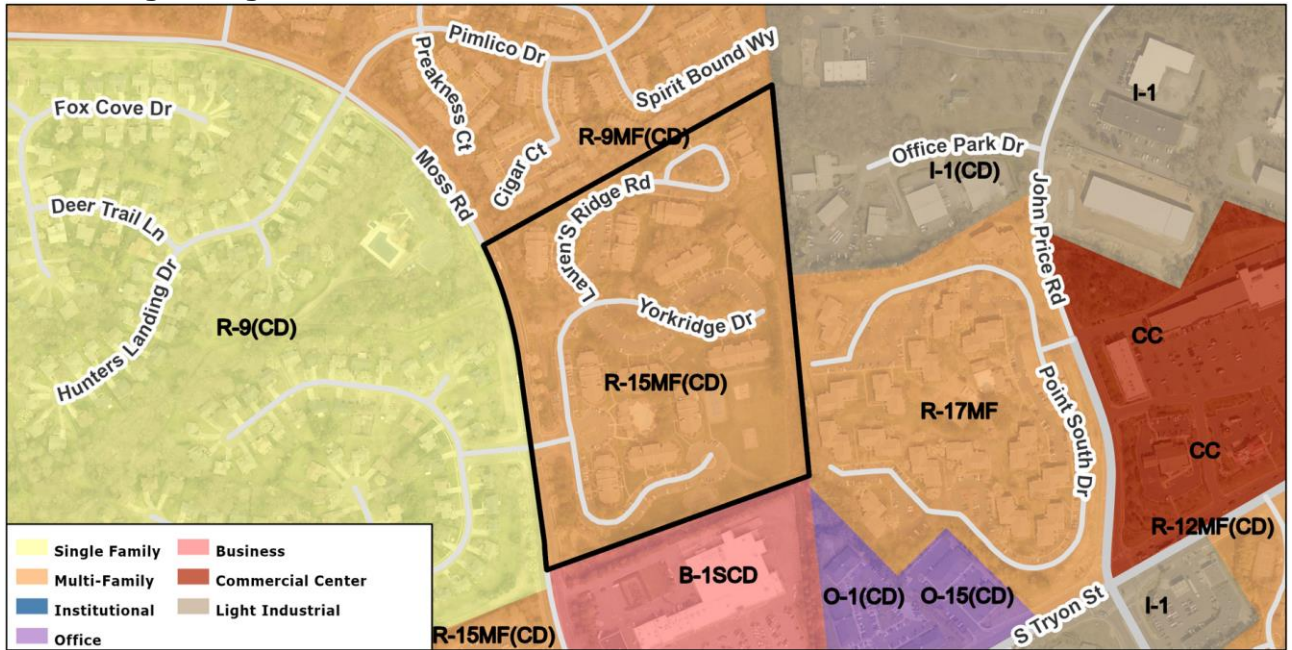 Pimlico Dr
Preakness Ct
Spirit Bound Wy
I-1
Fox Cove Dr
R-9MF(CD)
Office Park Dr
I-1(CD)
Cigar Ct
Moss Rd
Lauren'S Ridge Rd
John Price Rd
Deer Trail Ln
Hunters Landing Dr
R-9(CD)
Yorkridge Dr
CC
R-15MF(CD)
R-17MF
Point South Dr
CC
R-12MF(CD)
Single Family
Business
Multi-Family
Commercial Center
Institutional
Light Industrial
Office
B-1SCD
O-1(CD)
O-15(CD)
S Tryon St
I-1
R-15MF(CD)